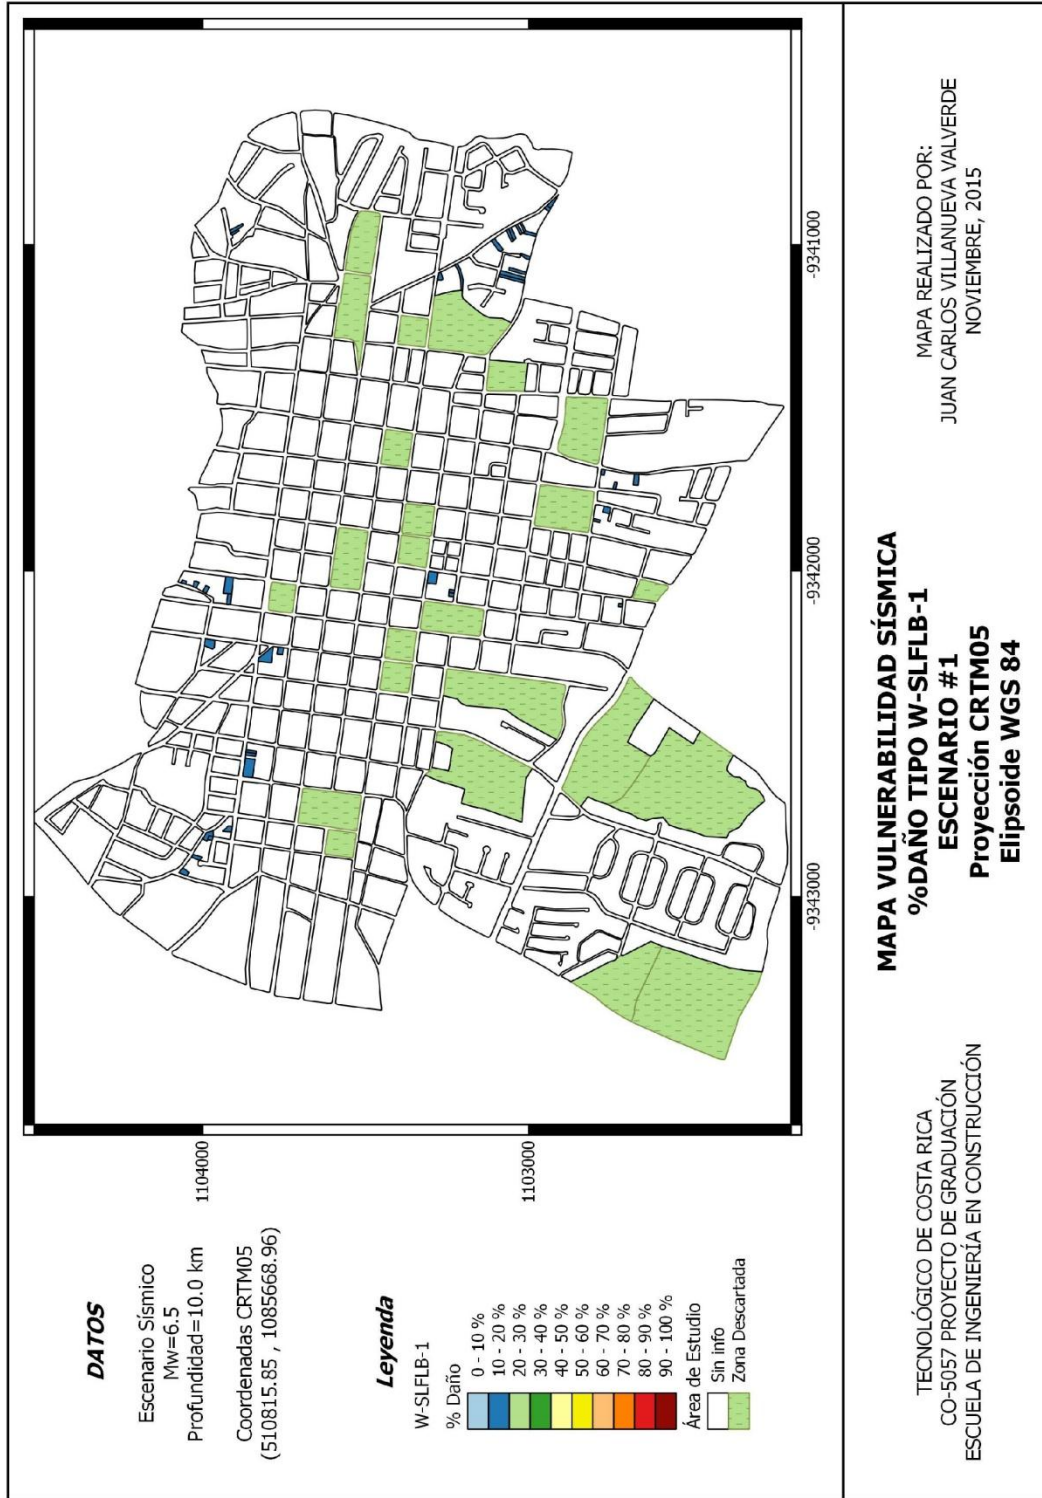 DATOS
Escenario Sísmico
Mw=6.5
Profundidad=10.0 km
Coordenadas CRTM05
(510815.85 , 1085668.96)
Leyenda
W-SLFLB-1
% Daño
0 - 10 %
10 - 20 %
20 - 30 %
30 - 40 %
40 - 50 %
50 - 60 %
60 - 70 %
70 - 80 %
80 - 90 %
90 - 100 %
Área de Estudio
Sin info
Zona Descartada
1104000
1103000
-9343000
-9342000
-9341000
TECNOLÓGICO DE COSTA RICA
CO-5057 PROYECTO DE GRADUACIÓN
ESCUELA DE INGENIERÍA EN CONSTRUCCIÓN
MAPA VULNERABILIDAD SÍSMICA
%DAÑO TIPO W-SLFLB-1
ESCENARIO #1
Proyección CRTM05
Elipsoide WGS 84
MAPA REALIZADO POR:
JUAN CARLOS VILLANUEVA VALVERDE
NOVIEMBRE, 2015